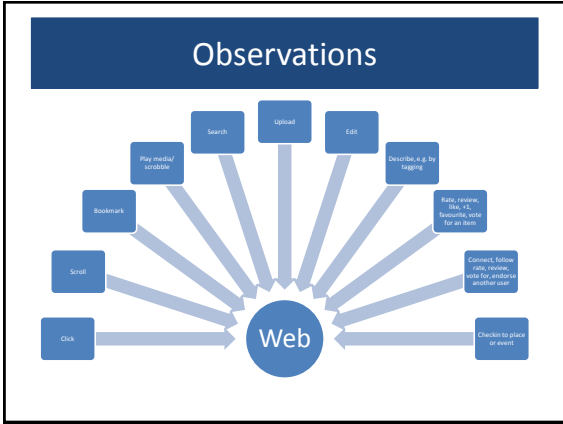 Observations
Click
Scroll
Bookmark
Play media/
scrobble
Search
Upload
Edit
Describe, e.g. by
tagging
Rate, review,
like, +1,
favourite, vote
for an item
Connect, follow
rate, review,
vote for, endorse
another user
Checkin to place
or event
Web